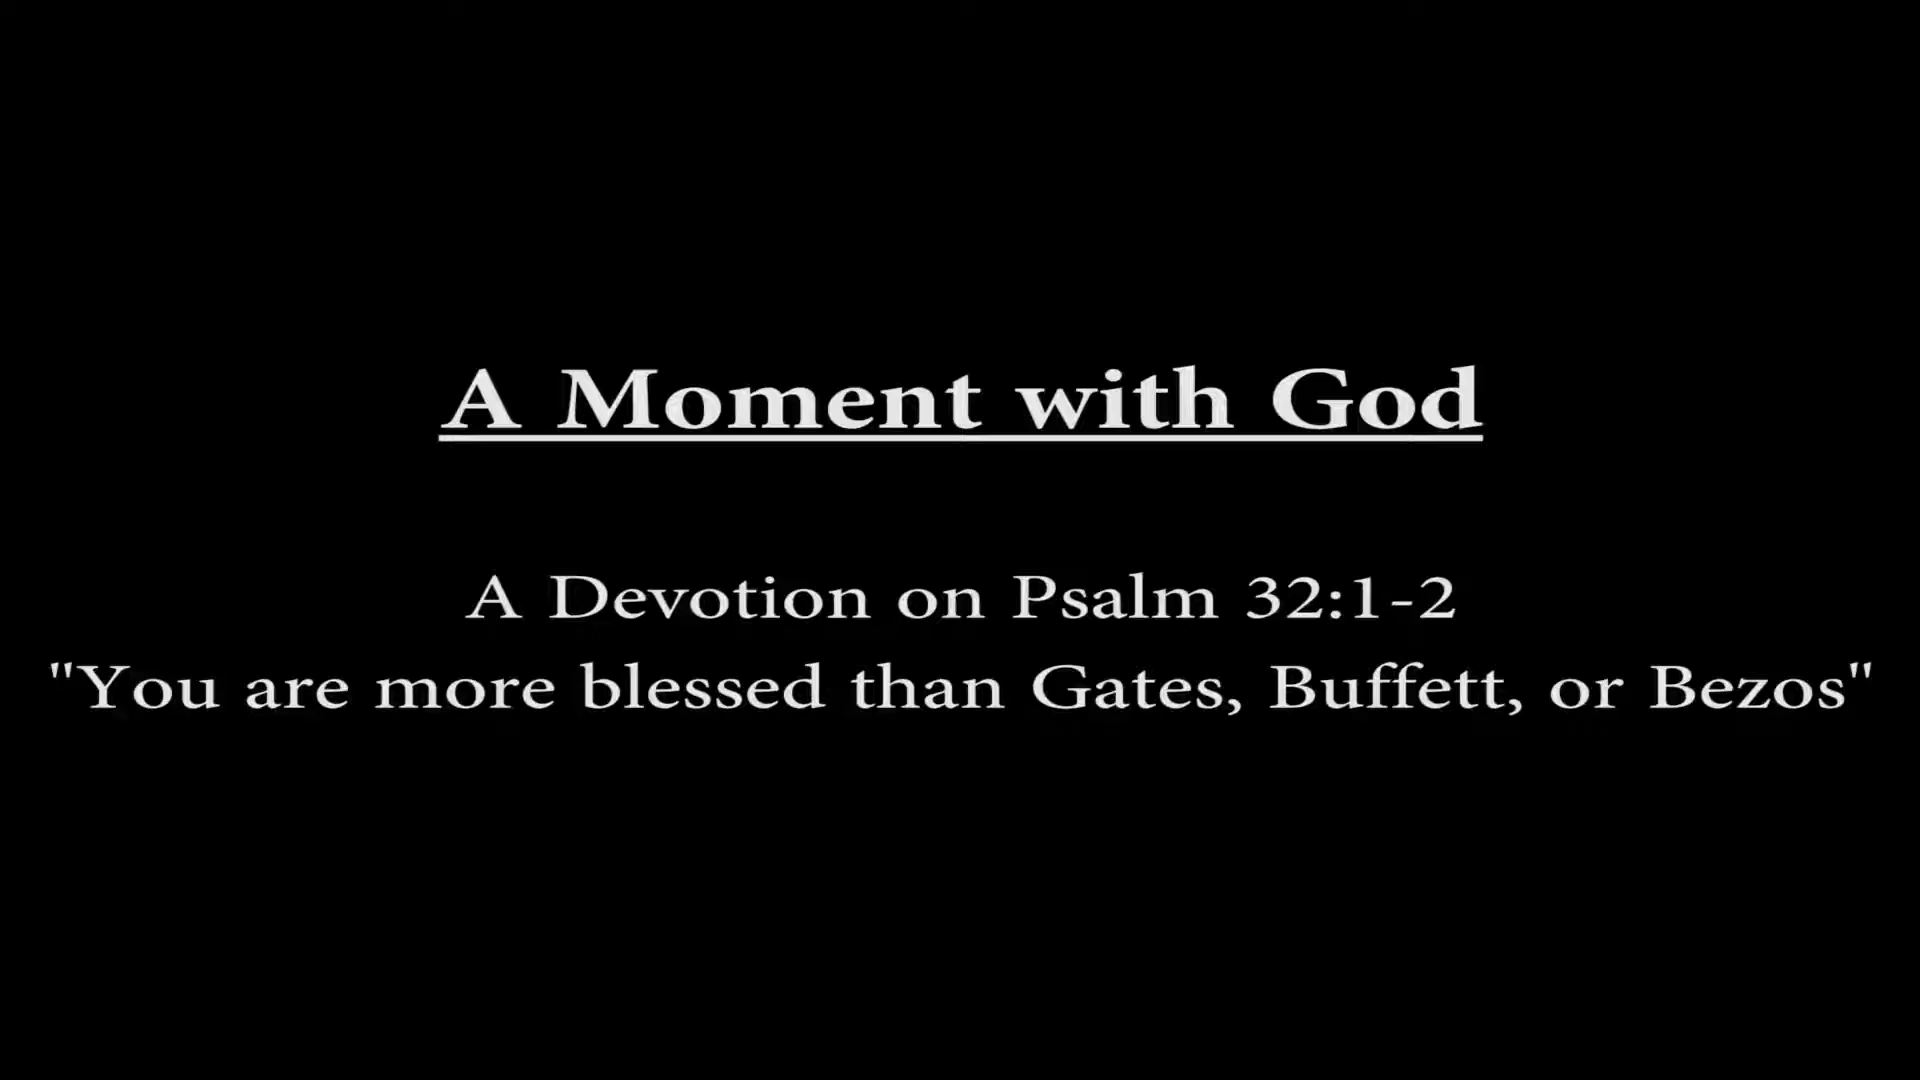 A Moment with God
A Devotion on Psalm 32:1-2
"You are more blessed than Gates, Buffett, or Bezos"